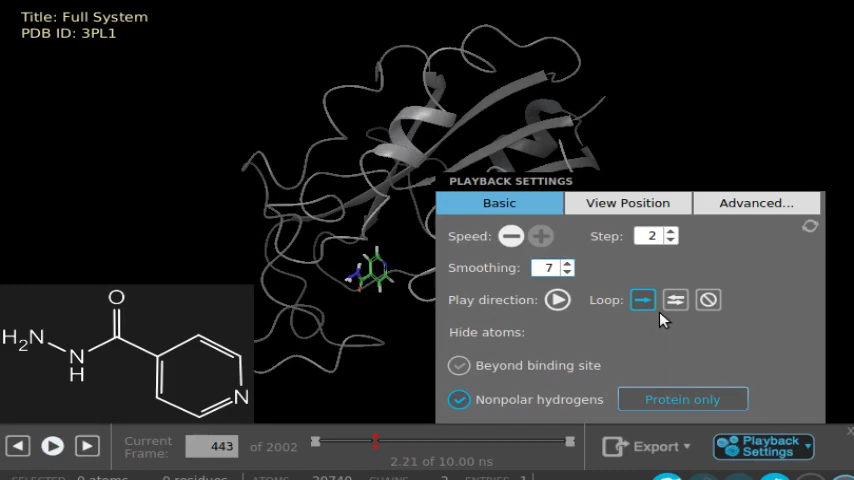 Title: Full System
PDB ID: 3PL1
PLAYBACK SETTINGS
Basic
View Position
Advanced...
Speed:
Step: 2
Smoothing: 7
Play direction:
Loop:
Hide atoms:
Beyond binding site
Nonpolar hydrogens
Protein only
O
H2N
N
H
N
Current Frame: 443 of 2002
2.21 of 10.00 ns
Export
Playback Settings
X